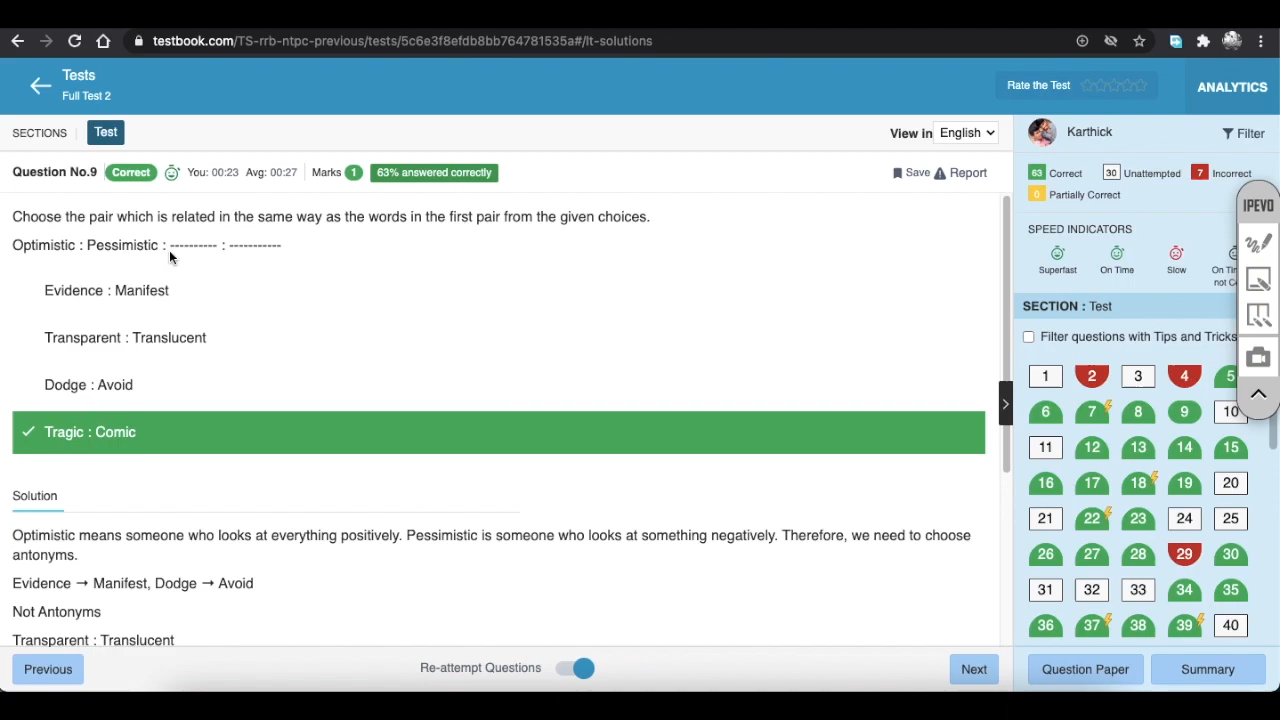 testbook.com/TS-rrb-ntpc-previous/tests/5c6e3f8efdb8bb764781535a#/lt-solutions
Tests
Full Test 2
Rate the Test
ANALYTICS
SECTIONS
Test
View in English
Karthick
Filter
Question No.9 Correct You: 00:23 Avg: 00:27 Marks 1 63% answered correctly
Save Report
63 Correct 30 Unattempted 7 Incorrect
0 Partially Correct
IPEVO
Choose the pair which is related in the same way as the words in the first pair from the given choices.
Optimistic : Pessimistic : ---------- : -----------
SPEED INDICATORS
Superfast On Time Slow On
not
Evidence : Manifest
Transparent : Translucent
Dodge : Avoid
Tragic : Comic
SECTION : Test
Filter questions with Tips and Tricks
1 2 3 4 5
6 7 8 9 10
11 12 13 14 15
16 17 18 19 20
21 22 23 24 25
26 27 28 29 30
31 32 33 34 35
36 37 38 39 40
Solution
Optimistic means someone who looks at everything positively. Pessimistic is someone who looks at something negatively. Therefore, we need to choose
antonyms.
Evidence → Manifest, Dodge → Avoid
Not Antonyms
Transparent : Translucent
Previous
Re-attempt Questions
Next
Question Paper
Summary